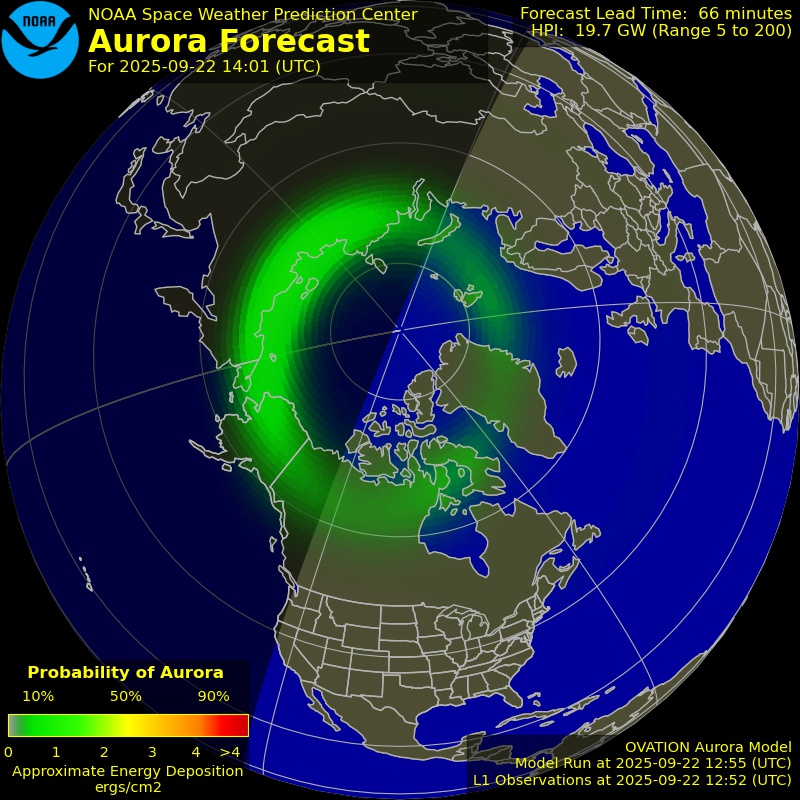 NOAA
NOAA Space Weather Prediction Center
Aurora Forecast
For 2025-09-22 14:01 (UTC)
Forecast Lead Time: 66 minutes
HPI: 19.7 GW (Range 5 to 200)
Probability of Aurora
10% 50% 90%
0 1 2 3 4 >4
Approximate Energy Deposition
ergs/cm2
OVATION Aurora Model
Model Run at 2025-09-22 12:55 (UTC)
L1 Observations at 2025-09-22 12:52 (UTC)